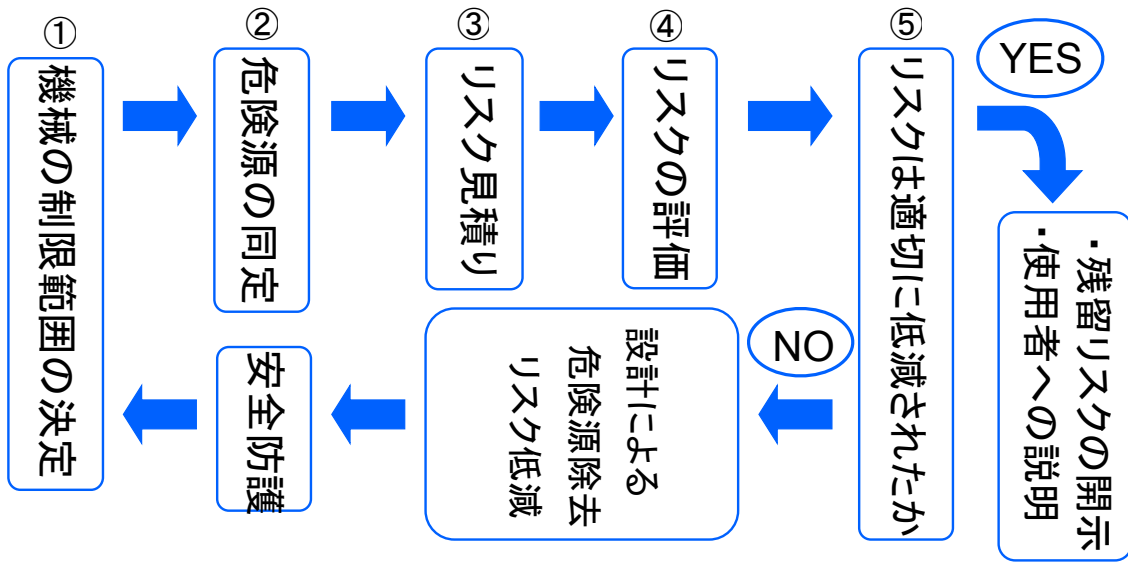 ①
機械の制限範囲の決定
②
危険源の同定
③
リスク見積り
④
リスクの評価
⑤
リスクは適切に低減されたか
YES
・残留リスクの開示
・使用者への説明
NO
設計による
危険源除去
リスク低減
安全防護